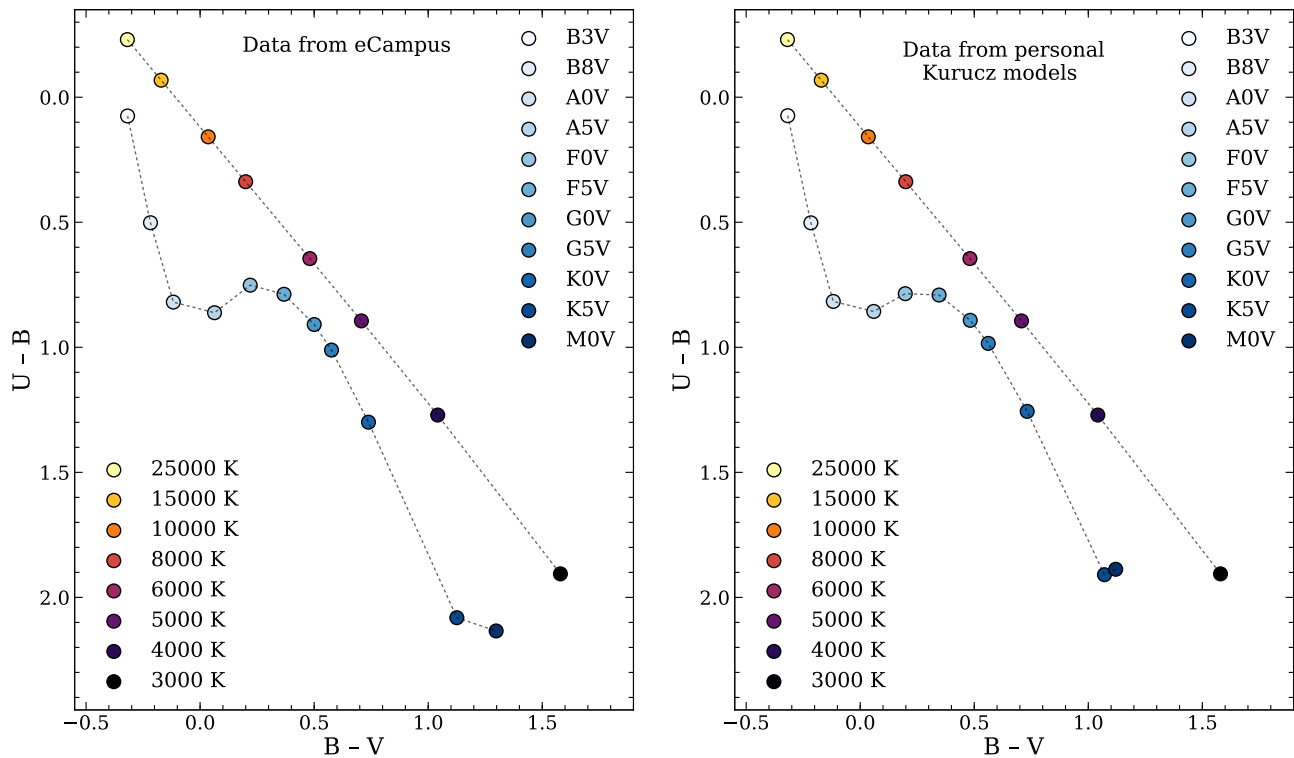 Data from eCampus
B3V
B8V
A0V
A5V
F0V
F5V
G0V
G5V
K0V
K5V
M0V
0.0
0.5
1.0
1.5
2.0
U – B
25000 K
15000 K
10000 K
8000 K
6000 K
5000 K
4000 K
3000 K
−0.5 0.0 0.5 1.0 1.5
B – V
Data from personal
Kurucz models
B3V
B8V
A0V
A5V
F0V
F5V
G0V
G5V
K0V
K5V
M0V
0.0
0.5
1.0
1.5
2.0
U – B
25000 K
15000 K
10000 K
8000 K
6000 K
5000 K
4000 K
3000 K
−0.5 0.0 0.5 1.0 1.5
B – V